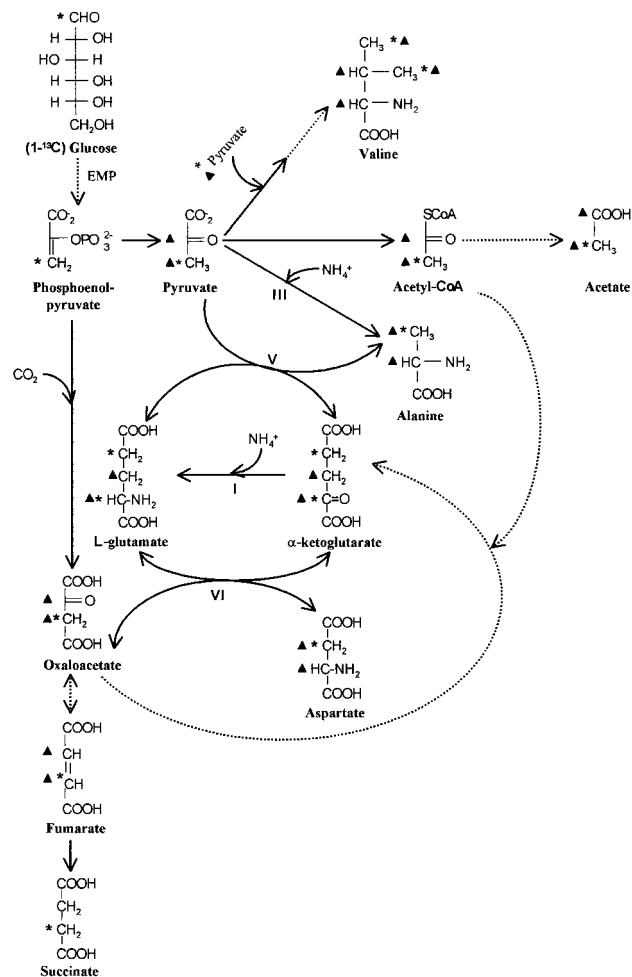 * CHO
H OH
HO H
H OH
H OH
CH₂OH
(1-¹³C) Glucose
EMP
CO₂⁻
OPO₃²⁻
* CH₂
Phosphoenol-
pyruvate
CO₂⁻
▲ O
▲* CH₃
Pyruvate
* ▲ Pyruvate
CH₃ *▲
▲ HC — CH₃ *▲
▲ HC — NH₂
COOH
Valine
SCoA
▲ O
▲* CH₃
Acetyl-CoA
▲ COOH
▲* CH₃
Acetate
NH₄⁺
III
▲* CH₃
▲ HC — NH₂
COOH
Alanine
CO₂
V
COOH
* CH₂
▲ CH₂
▲* HC-NH₂
COOH
L-glutamate
NH₄⁺
I
COOH
* CH₂
▲ CH₂
▲* C=O
COOH
α-ketoglutarate
VI
COOH
▲ O
▲* CH₂
COOH
Oxaloacetate
COOH
▲* CH₂
▲ HC-NH₂
COOH
Aspartate
COOH
▲ CH
▲* CH
COOH
Fumarate
COOH
CH₂
* CH₂
COOH
Succinate